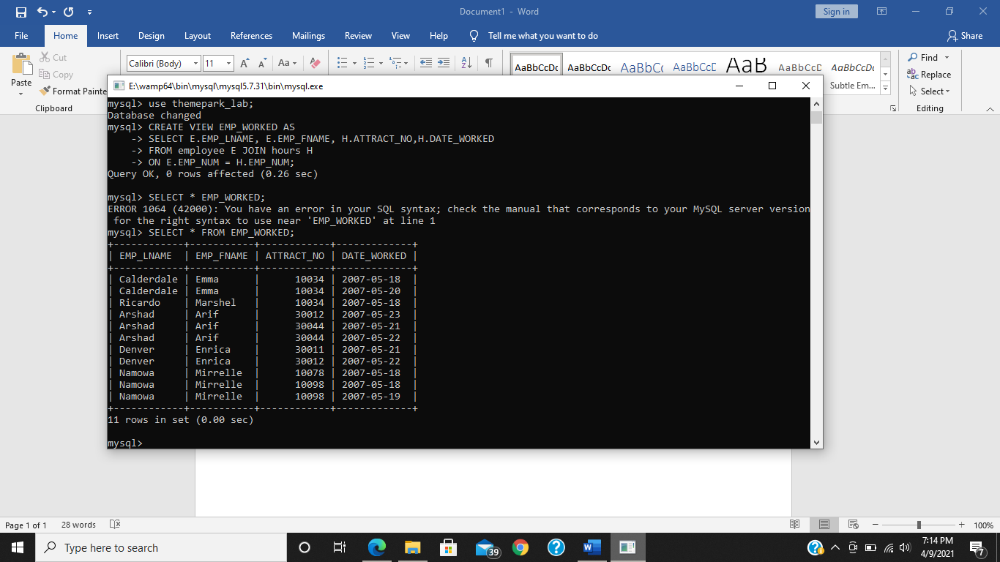 Document1 - Word
Sign in
File Home Insert Design Layout References Mailings Review View Help Tell me what you want to do Share
Cut
Copy
Format Painte
Paste
Clipboard
Calibri (Body) 11
Aa
AaBbCcDc AaBbCcDc AaBbCc AaBbCcE AaB AaBbCcD AaBbCcDc
Subtle Em...
Find
Replace
Select
Editing
E:\wamp64\bin\mysql\mysql5.7.31\bin\mysql.exe
mysql> use themepark_lab;
Database changed
mysql> CREATE VIEW EMP_WORKED AS
    -> SELECT E.EMP_LNAME, E.EMP_FNAME, H.ATTRACT_NO,H.DATE_WORKED
    -> FROM employee E JOIN hours H
    -> ON E.EMP_NUM = H.EMP_NUM;
Query OK, 0 rows affected (0.26 sec)
mysql> SELECT * EMP_WORKED;
ERROR 1064 (42000): You have an error in your SQL syntax; check the manual that corresponds to your MySQL server version
 for the right syntax to use near 'EMP_WORKED' at line 1
mysql> SELECT * FROM EMP_WORKED;
+------------+-----------+------------+-------------+
| EMP_LNAME  | EMP_FNAME | ATTRACT_NO | DATE_WORKED |
+------------+-----------+------------+-------------+
| Calderdale | Emma      |      10034 | 2007-05-18  |
| Calderdale | Emma      |      10034 | 2007-05-20  |
| Ricardo    | Marshel   |      10034 | 2007-05-18  |
| Arshad     | Arif      |      30012 | 2007-05-23  |
| Arshad     | Arif      |      30044 | 2007-05-21  |
| Arshad     | Arif      |      30044 | 2007-05-22  |
| Denver     | Enrica    |      30011 | 2007-05-21  |
| Denver     | Enrica    |      30012 | 2007-05-22  |
| Namowa     | Mirrelle  |      10078 | 2007-05-18  |
| Namowa     | Mirrelle  |      10098 | 2007-05-18  |
| Namowa     | Mirrelle  |      10098 | 2007-05-19  |
+------------+-----------+------------+-------------+
11 rows in set (0.00 sec)
mysql>
Page 1 of 1 28 words
100%
Type here to search
39
7:14 PM
4/9/2021
7